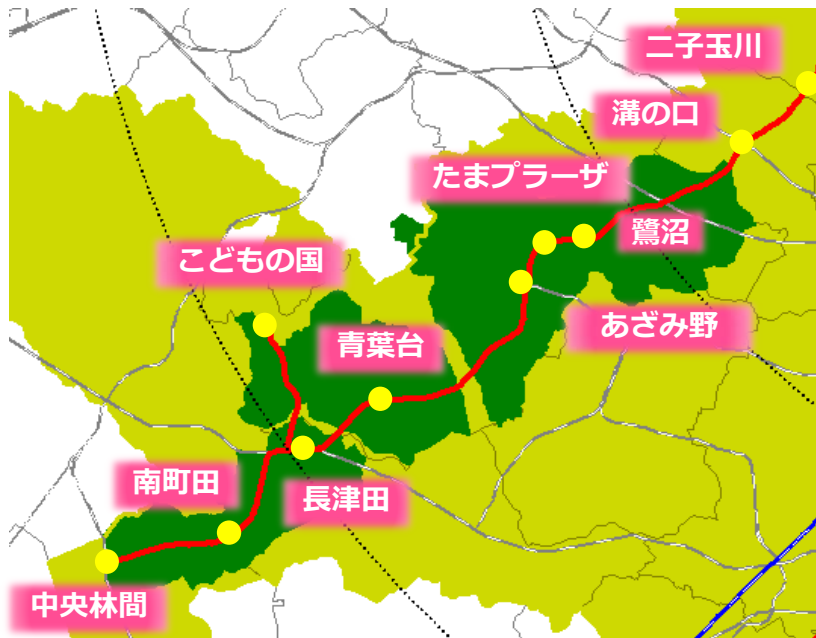 二子玉川
溝の口
たまプラーザ
鷺沼
こどもの国
あざみ野
青葉台
南町田
長津田
中央林間